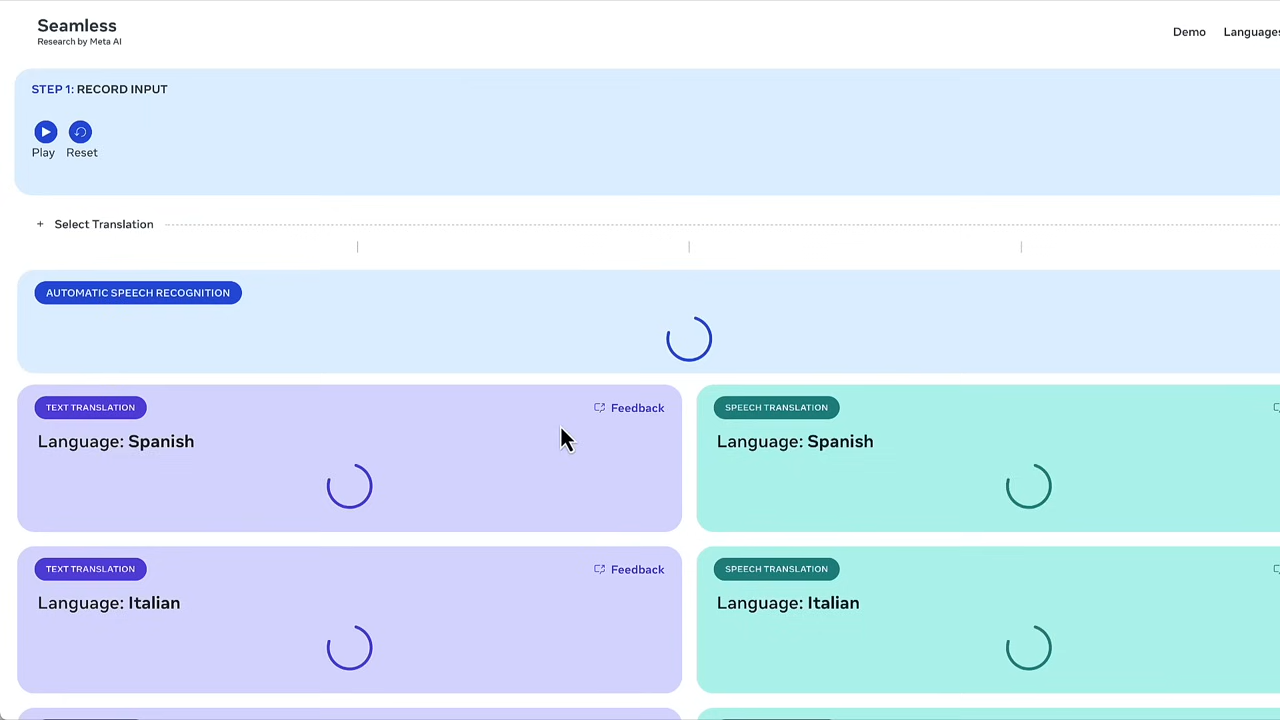 Seamless
Research by Meta AI
Demo
Languages
STEP 1: RECORD INPUT
Play
Reset
+ Select Translation
AUTOMATIC SPEECH RECOGNITION
TEXT TRANSLATION
Feedback
Language: Spanish
SPEECH TRANSLATION
Language: Spanish
TEXT TRANSLATION
Feedback
Language: Italian
SPEECH TRANSLATION
Language: Italian